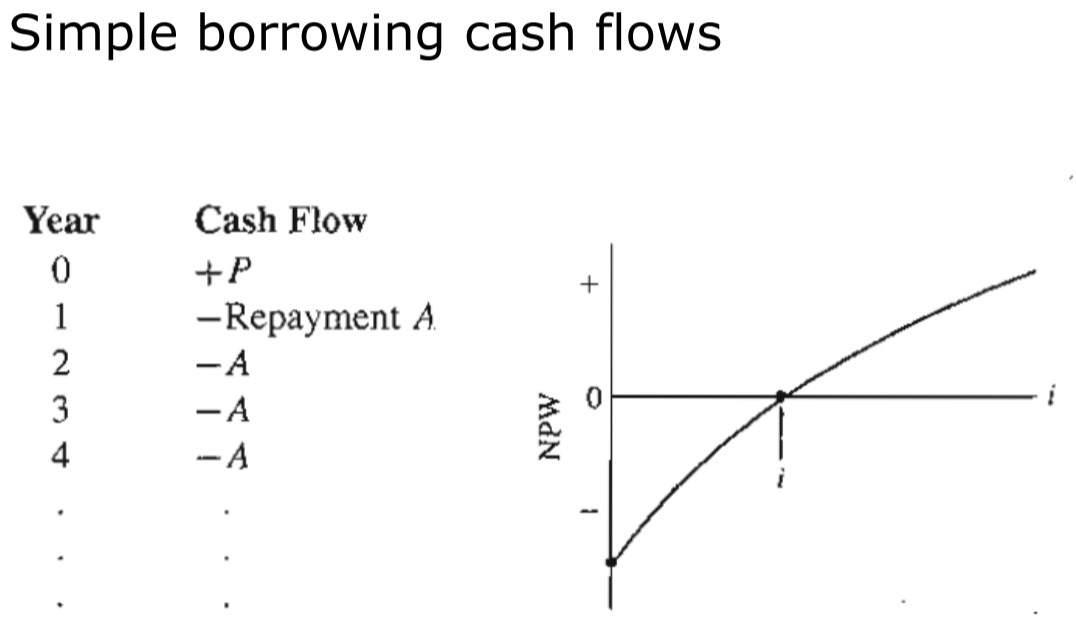 Simple borrowing cash flows
Year Cash Flow
0 +P
1 −Repayment A
2 −A
3 −A
4 −A
. .
. .
. .
NPW
+
0
−
i
i